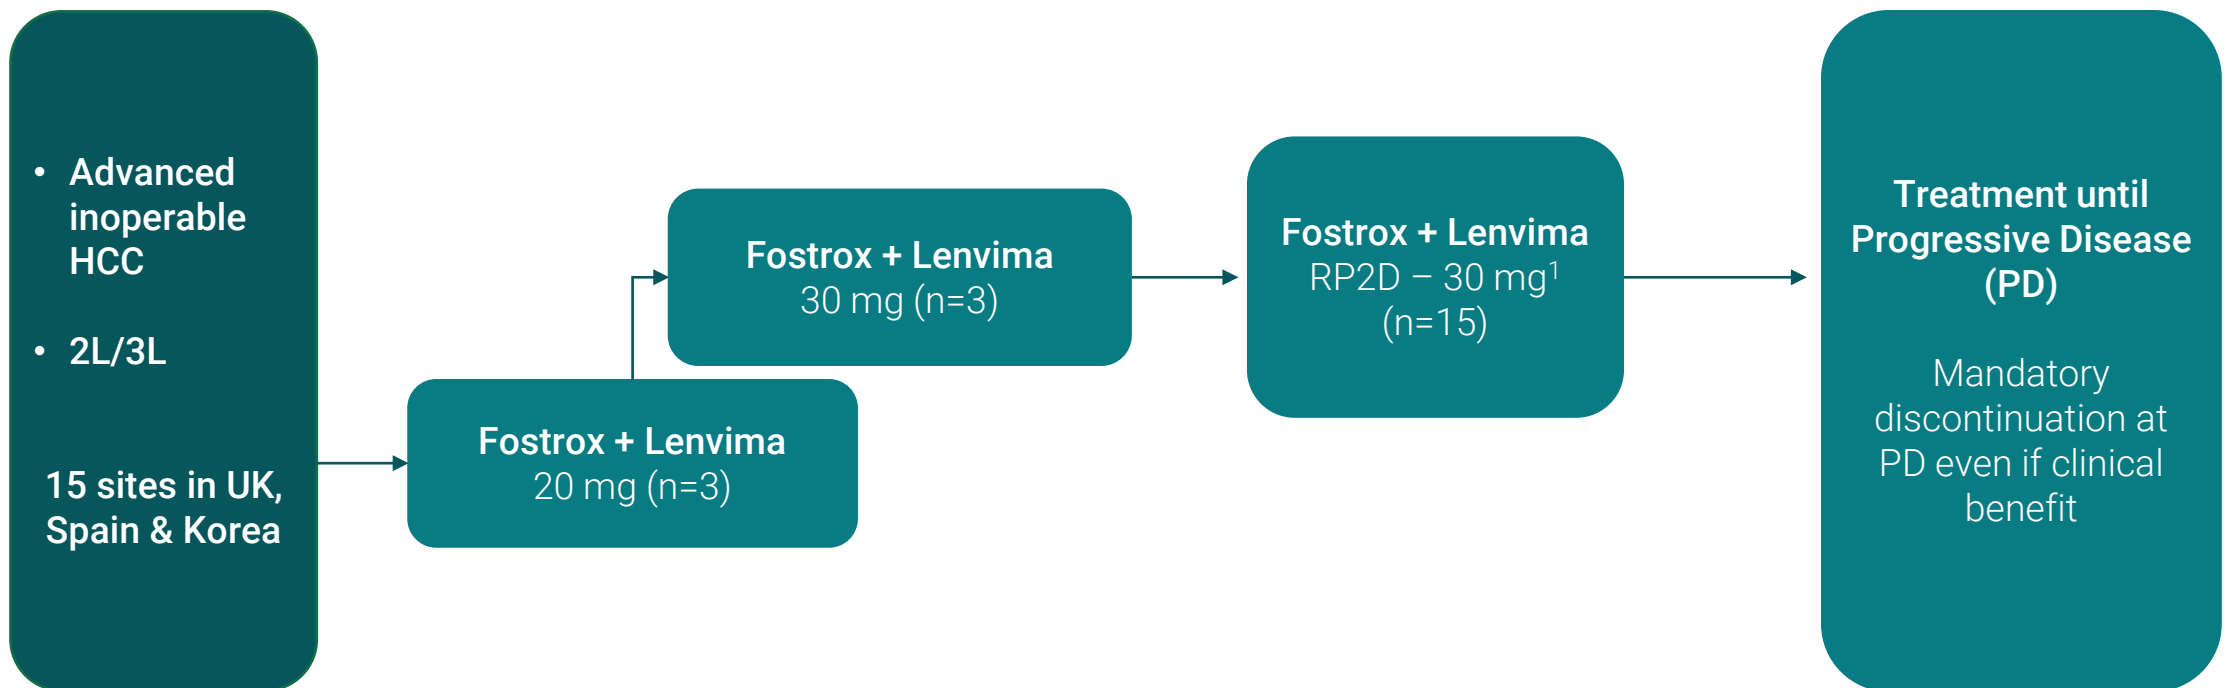 • Advanced
inoperable
HCC
• 2L/3L
15 sites in UK,
Spain & Korea
Fostrox + Lenvima
20 mg (n=3)
Fostrox + Lenvima
30 mg (n=3)
Fostrox + Lenvima
RP2D – 30 mg¹
(n=15)
Treatment until
Progressive Disease
(PD)
Mandatory
discontinuation at
PD even if clinical
benefit